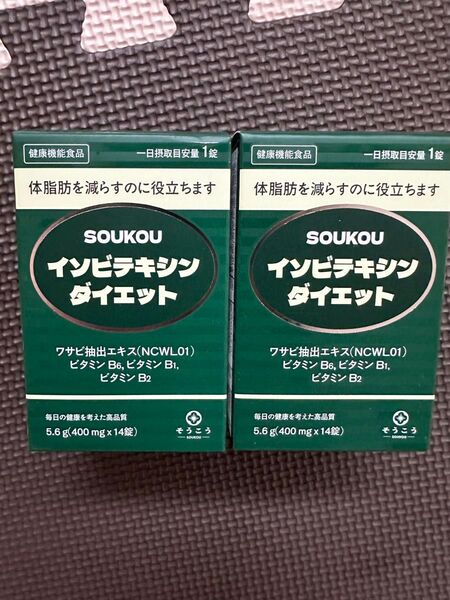 健康機能食品
一日摂取目安量1錠
体脂肪を減らすのに役立ちます
SOUKOU
イソビテキシン
ダイエット
ワサビ抽出エキス(NCWL01)
ビタミン B6, ビタミン B1,
ビタミン B2
毎日の健康を考えた高品質
5.6 g(400 mg x 14錠)
そうこう
SOUKOU
健康機能食品
一日摂取目安量1錠
体脂肪を減らすのに役立ちます
SOUKOU
イソビテキシン
ダイエット
ワサビ抽出エキス(NCWL01)
ビタミン B6, ビタミン B1,
ビタミン B2
毎日の健康を考えた高品質
5.6 g(400 mg x 14錠)
そうこう
SOUKOU